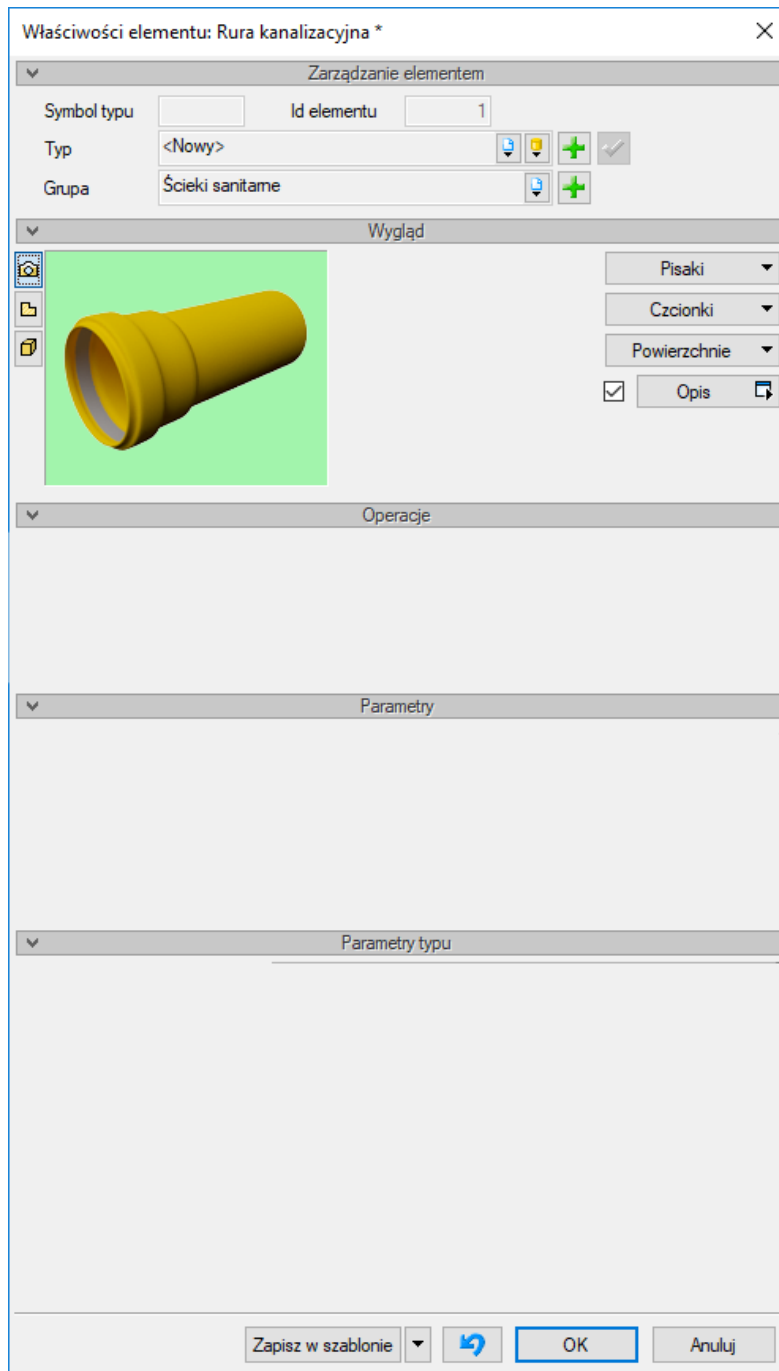 Właściwości elementu: Rura kanalizacyjna *
Zarządzanie elementem
Symbol typu
Id elementu
1
Typ
<Nowy>
Grupa
Ścieki sanitarne
Wygląd
Pisaki
Czcionki
Powierzchnie
Opis
Operacje
Parametry
Parametry typu
Zapisz w szablonie
OK
Anuluj